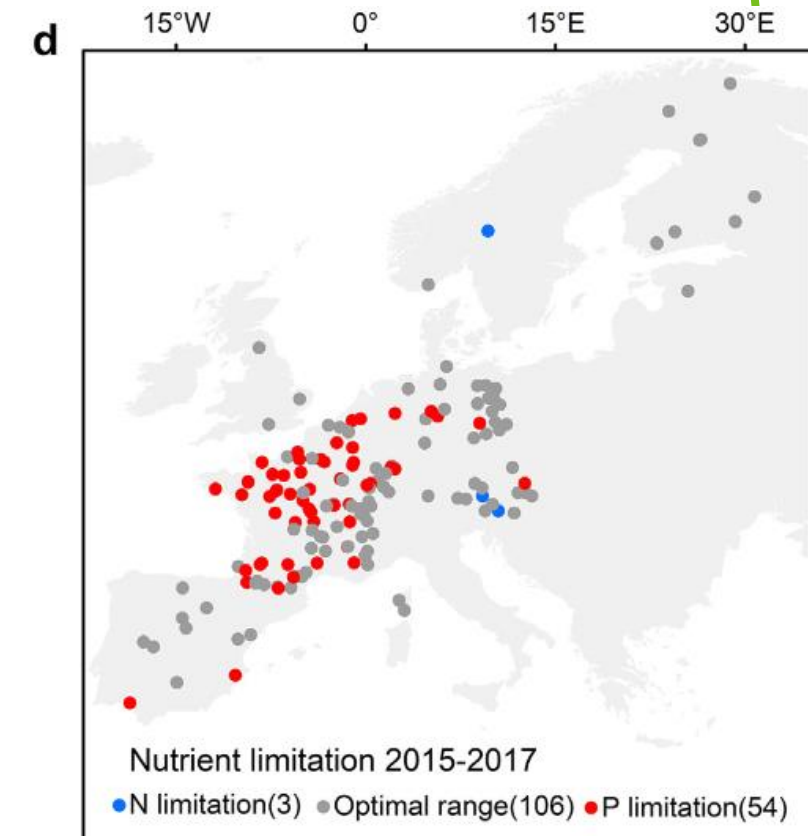 d
15°W 0° 15°E 30°E
Nutrient limitation 2015-2017
N limitation(3) Optimal range(106) P limitation(54)